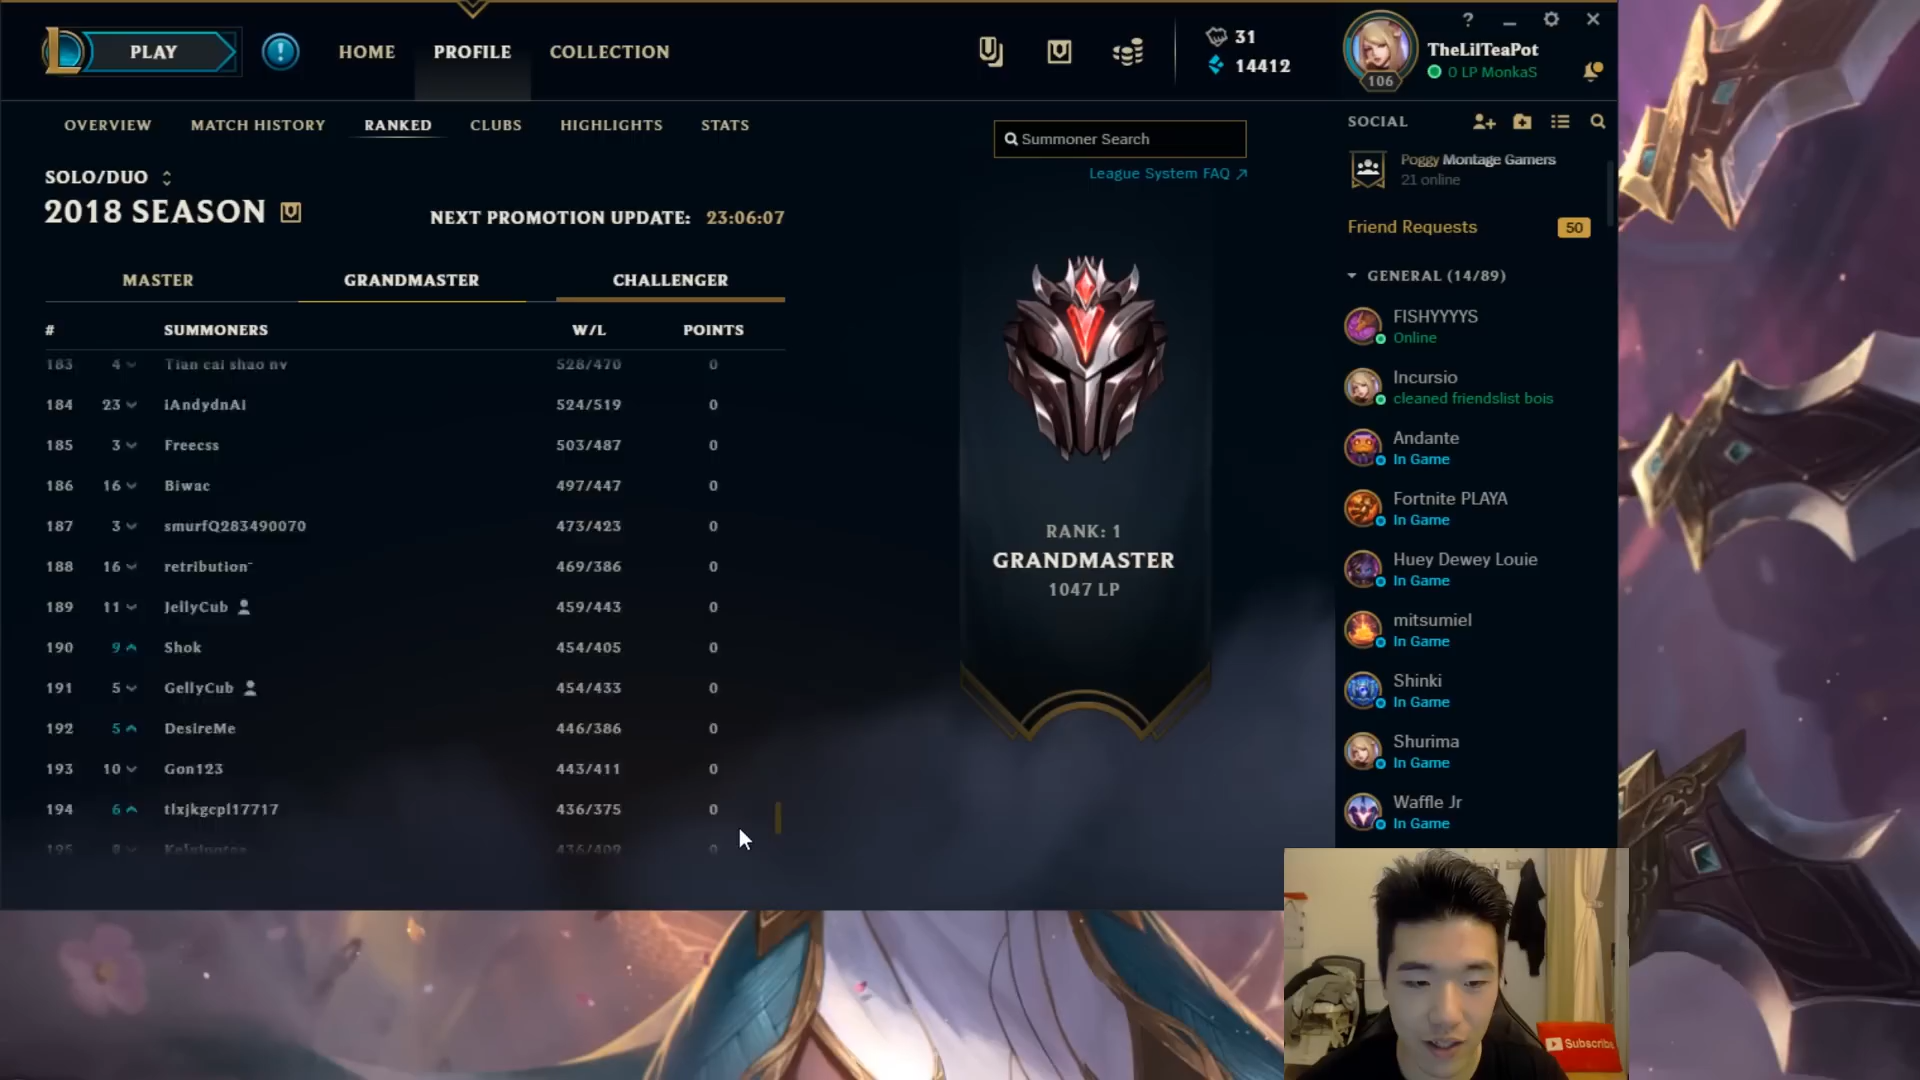 PLAY
HOME
PROFILE
COLLECTION
31
14412
106
TheLilTeaPot
0 LP MonkaS
OVERVIEW
MATCH HISTORY
RANKED
CLUBS
HIGHLIGHTS
STATS
Summoner Search
League System FAQ
SOLO/DUO
2018 SEASON
NEXT PROMOTION UPDATE: 23:06:07
MASTER
GRANDMASTER
CHALLENGER
# SUMMONERS W/L POINTS
183 4 Tian cai shao nv 528/470 0
184 23 iAndydnAi 524/519 0
185 3 Freecss 503/487 0
186 16 Biwac 497/447 0
187 3 smurfQ283490070 473/423 0
188 16 retribution 469/386 0
189 11 JellyCub 459/443 0
190 9 Shok 454/405 0
191 5 GellyCub 454/433 0
192 5 DesireMe 446/386 0
193 10 Gon123 443/411 0
194 6 tlxjkgcpl17717 436/375 0
195 436/409 0
RANK: 1
GRANDMASTER
1047 LP
SOCIAL
Poggy Montage Gamers
21 online
Friend Requests 50
GENERAL (14/89)
FISHYYYYS
Online
Incursio
cleaned friendslist bois
Andante
In Game
Fortnite PLAYA
In Game
Huey Dewey Louie
In Game
mitsumiel
In Game
Shinki
In Game
Shurima
In Game
Waffle Jr
In Game
Subscribe